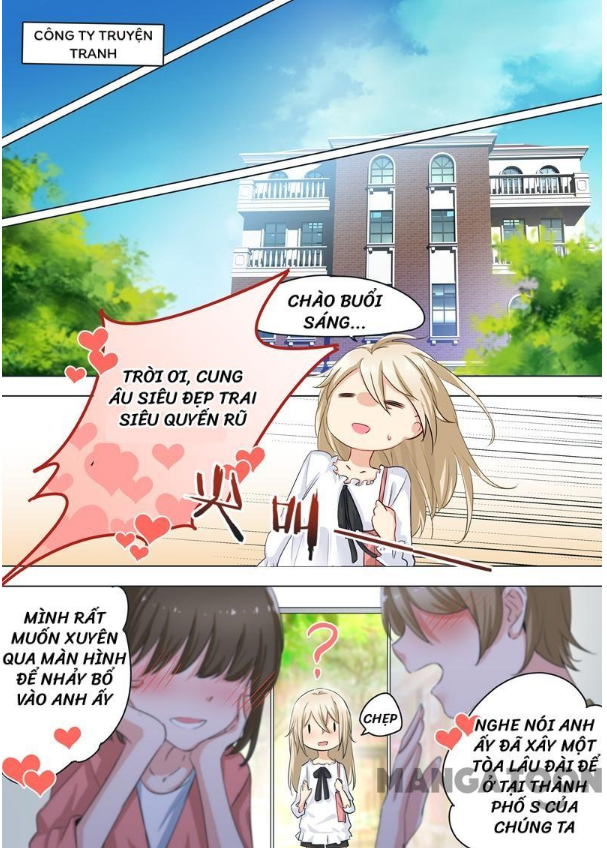 CÔNG TY TRUYỆN
TRANH
CHÀO BUỔI
SÁNG...
TRỜI ƠI, CUNG
ÂU SIÊU ĐẸP TRAI
SIÊU QUYẾN RŨ
尖叫
MÌNH RẤT
MUỐN XUYÊN
QUA MÀN HÌNH
ĐỂ NHẢY BỔ
VÀO ANH ẤY
?
CHẸP
NGHE NÓI ANH
ẤY ĐÃ XÂY MỘT
TÒA LÂU ĐÀI ĐỂ
Ở TẠI THÀNH
PHỐ S CỦA
CHÚNG TA
MANGATOON